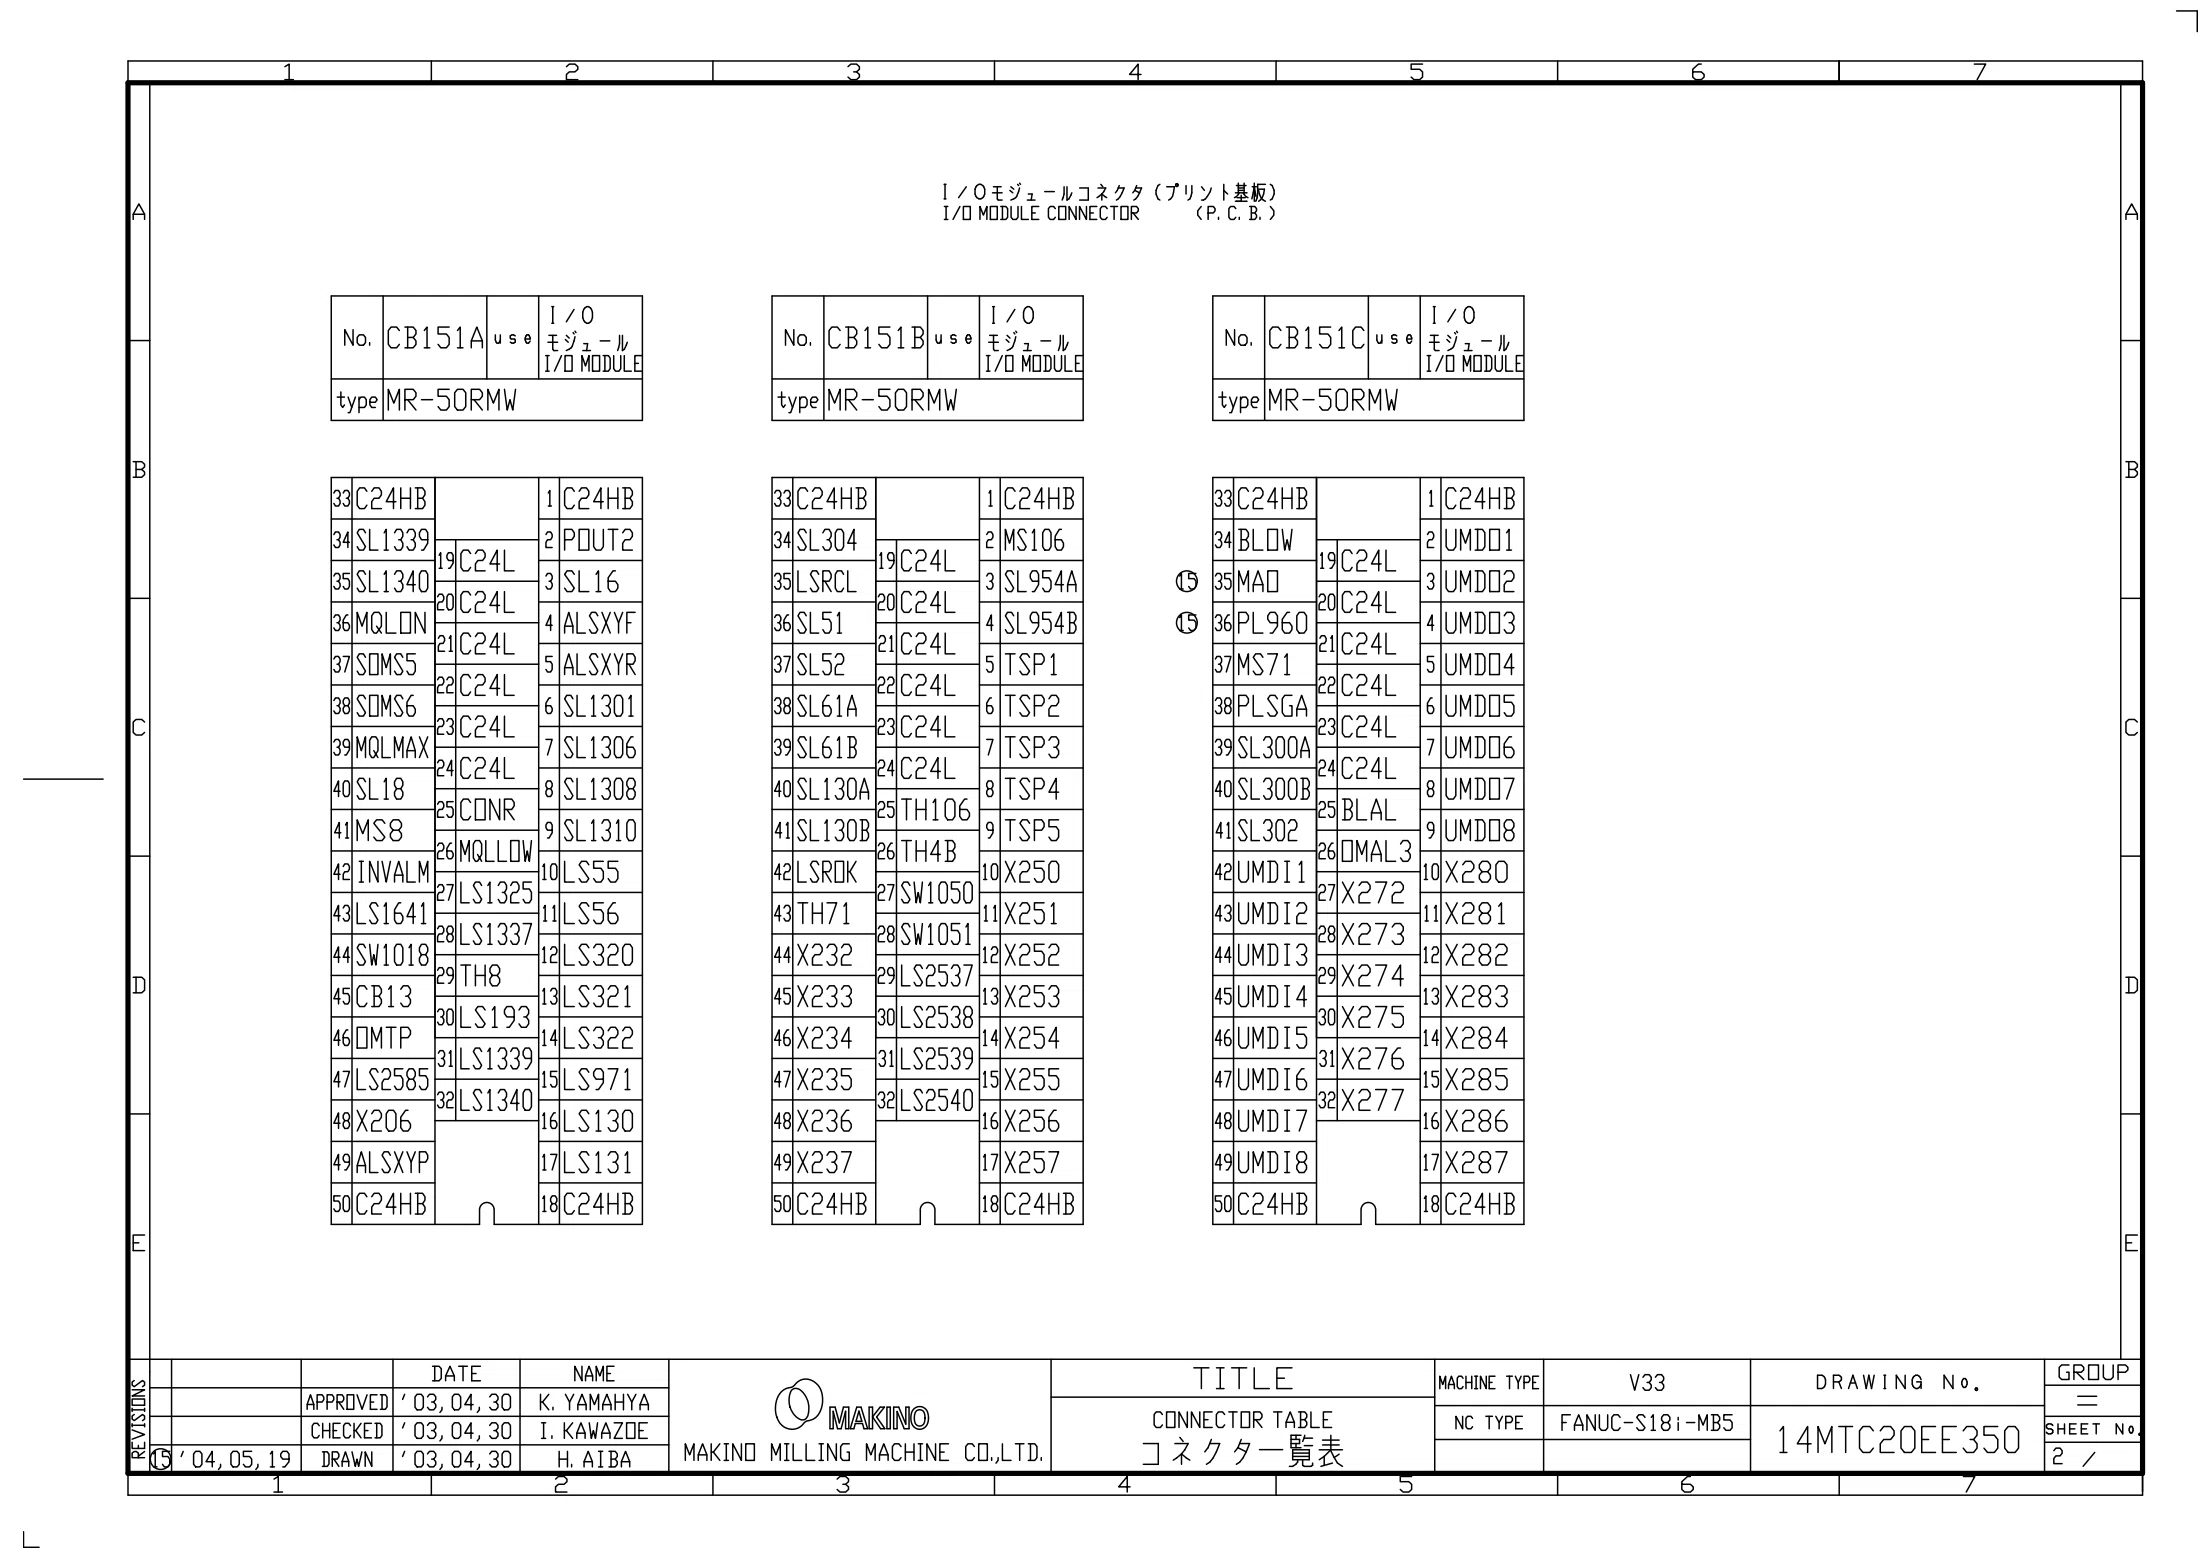 1 2 3 4 5 6 7
I/Oモジュールコネクタ(プリント基板)
I/O MODULE CONNECTOR (P.C.B.)
A A
B B
C C
D D
E E
No. CB151A use I/O モジュール I/O MODULE
type MR-50RMW
33 C24HB 1 C24HB
34 SL1339 2 POUT2
19 C24L
35 SL1340 3 SL16
20 C24L
36 MQLON 4 ALSXYF
21 C24L
37 SOMS5 5 ALSXYR
22 C24L
38 SOMS6 6 SL1301
23 C24L
39 MQLMAX 7 SL1306
24 C24L
40 SL18 8 SL1308
25 CONR
41 MS8 9 SL1310
26 MQLLOW
42 INVALM 10 LS55
27 LS1325
43 LS1641 11 LS56
28 LS1337
44 SW1018 12 LS320
29 TH8
45 CB13 13 LS321
30 LS193
46 OMTP 14 LS322
31 LS1339
47 LS2585 15 LS971
32 LS1340
48 X206 16 LS130
49 ALSXYP 17 LS131
50 C24HB 18 C24HB
No. CB151B use I/O モジュール I/O MODULE
type MR-50RMW
33 C24HB 1 C24HB
34 SL304 2 MS106
19 C24L
35 LSRCL 3 SL954A
20 C24L
36 SL51 4 SL954B
21 C24L
37 SL52 5 TSP1
22 C24L
38 SL61A 6 TSP2
23 C24L
39 SL61B 7 TSP3
24 C24L
40 SL130A 8 TSP4
25 TH106
41 SL130B 9 TSP5
26 TH4B
42 LSROK 10 X250
27 SW1050
43 TH71 11 X251
28 SW1051
44 X232 12 X252
29 LS2537
45 X233 13 X253
30 LS2538
46 X234 14 X254
31 LS2539
47 X235 15 X255
32 LS2540
48 X236 16 X256
49 X237 17 X257
50 C24HB 18 C24HB
No. CB151C use I/O モジュール I/O MODULE
type MR-50RMW
33 C24HB 1 C24HB
34 BLOW 2 UMDO1
19 C24L
15 35 MA0 3 UMDO2
20 C24L
15 36 PL960 4 UMDO3
21 C24L
37 MS71 5 UMDO4
22 C24L
38 PLSGA 6 UMDO5
23 C24L
39 SL300A 7 UMDO6
24 C24L
40 SL300B 8 UMDO7
25 BLAL
41 SL302 9 UMDO8
26 OMAL3
42 UMDI1 10 X280
27 X272
43 UMDI2 11 X281
28 X273
44 UMDI3 12 X282
29 X274
45 UMDI4 13 X283
30 X275
46 UMDI5 14 X284
31 X276
47 UMDI6 15 X285
32 X277
48 UMDI7 16 X286
49 UMDI8 17 X287
50 C24HB 18 C24HB
REVISIONS
15 '04,05,19
DATE NAME
APPROVED '03,04,30 K. YAMAHYA
CHECKED '03,04,30 I. KAWAZOE
DRAWN '03,04,30 H. AIBA
MAKINO
MAKINO MILLING MACHINE CO.,LTD.
TITLE
CONNECTOR TABLE
コネクタ一覧表
MACHINE TYPE V33
NC TYPE FANUC-S18i-MB5
DRAWING No.
14MTC20EE350
GROUP
=
SHEET No.
2 /
1 2 3 4 5 6 7